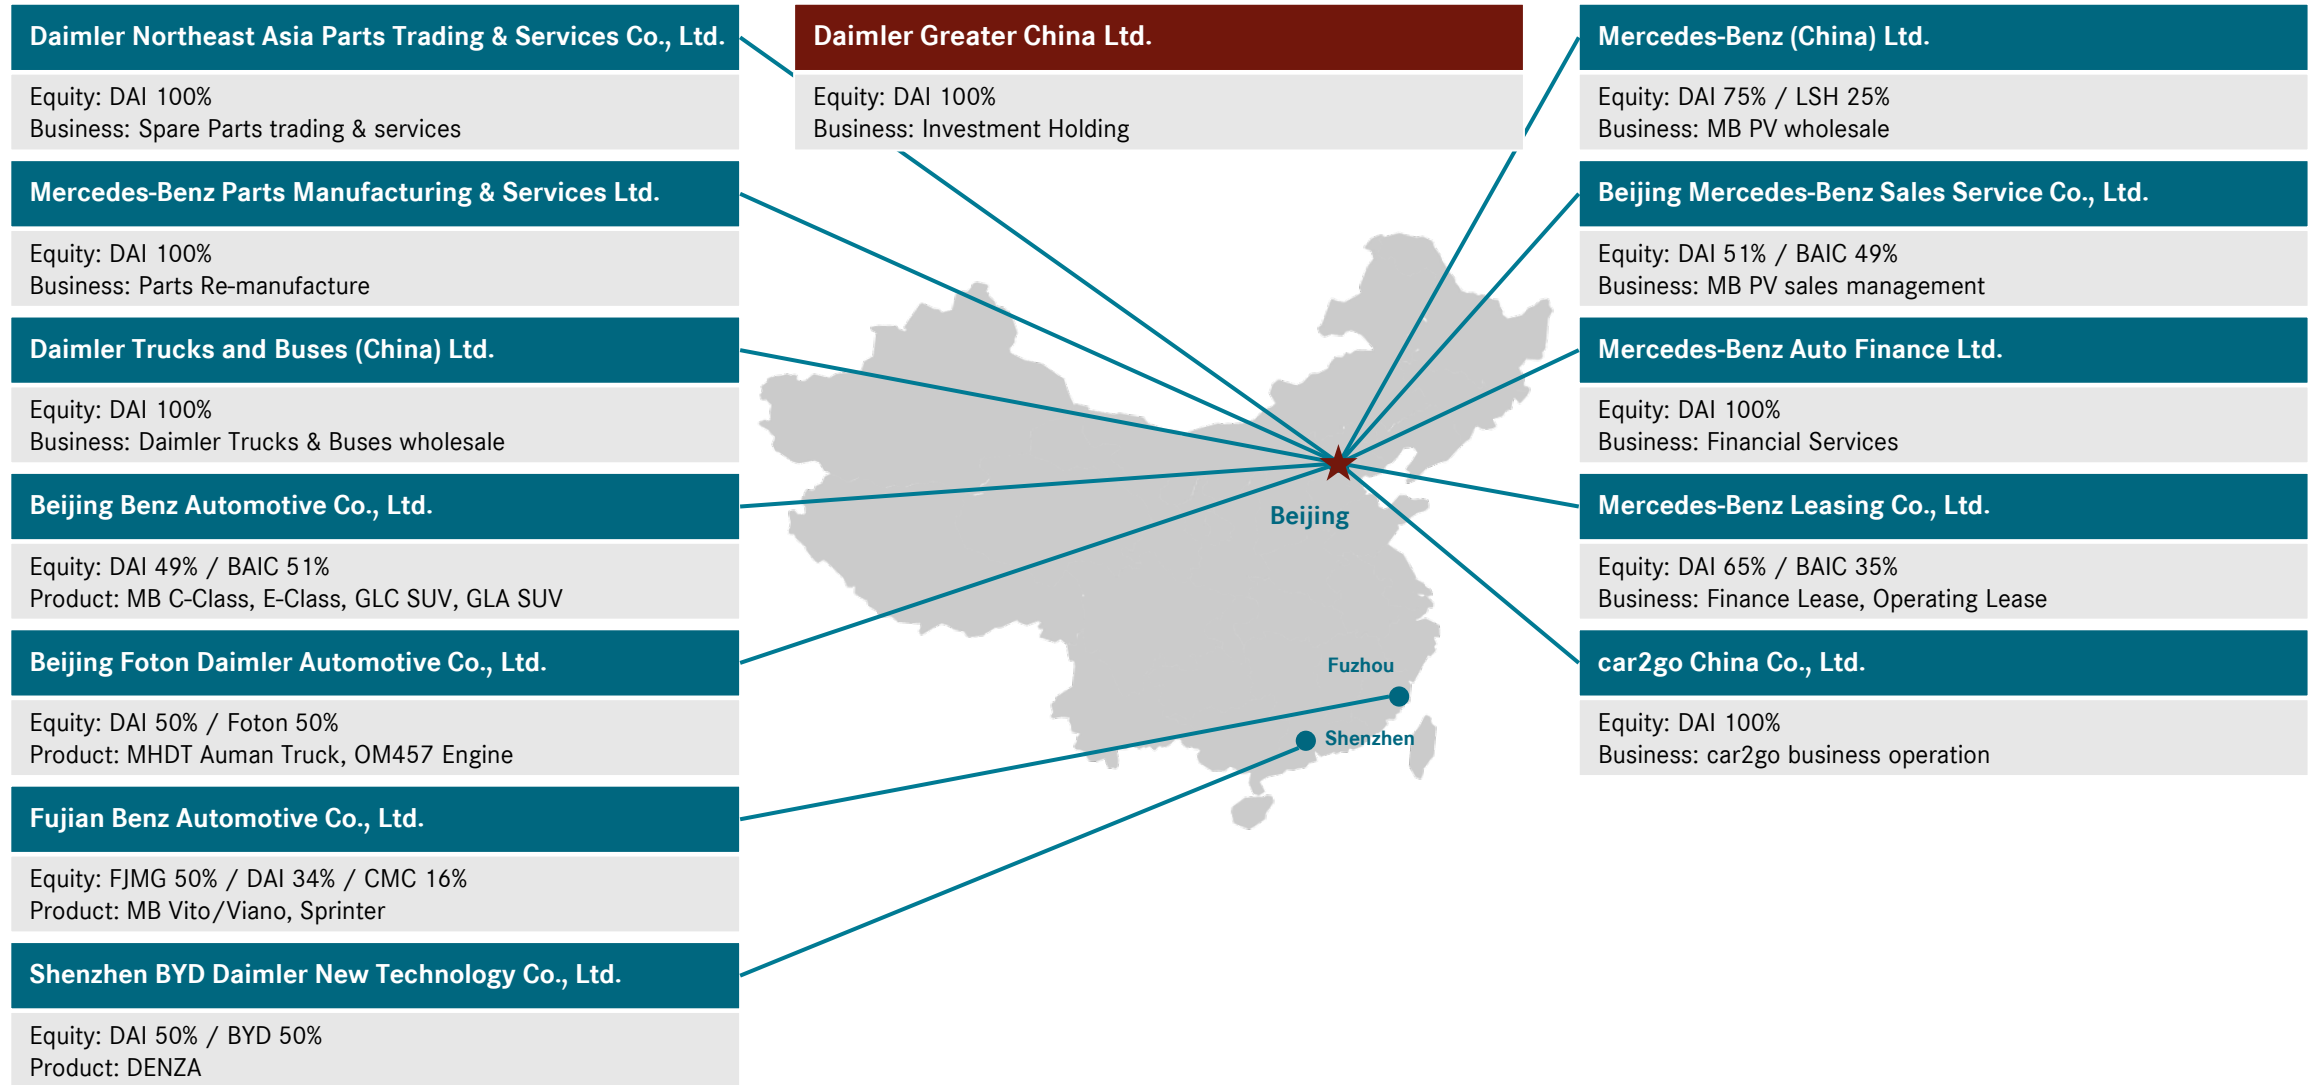 Daimler Northeast Asia Parts Trading & Services Co., Ltd.
Equity: DAI 100%
Business: Spare Parts trading & services
Mercedes-Benz Parts Manufacturing & Services Ltd.
Equity: DAI 100%
Business: Parts Re-manufacture
Daimler Trucks and Buses (China) Ltd.
Equity: DAI 100%
Business: Daimler Trucks & Buses wholesale
Beijing Benz Automotive Co., Ltd.
Equity: DAI 49% / BAIC 51%
Product: MB C-Class, E-Class, GLC SUV, GLA SUV
Beijing Foton Daimler Automotive Co., Ltd.
Equity: DAI 50% / Foton 50%
Product: MHDT Auman Truck, OM457 Engine
Fujian Benz Automotive Co., Ltd.
Equity: FJMG 50% / DAI 34% / CMC 16%
Product: MB Vito/Viano, Sprinter
Shenzhen BYD Daimler New Technology Co., Ltd.
Equity: DAI 50% / BYD 50%
Product: DENZA
Daimler Greater China Ltd.
Equity: DAI 100%
Business: Investment Holding
Beijing
Fuzhou
Shenzhen
Mercedes-Benz (China) Ltd.
Equity: DAI 75% / LSH 25%
Business: MB PV wholesale
Beijing Mercedes-Benz Sales Service Co., Ltd.
Equity: DAI 51% / BAIC 49%
Business: MB PV sales management
Mercedes-Benz Auto Finance Ltd.
Equity: DAI 100%
Business: Financial Services
Mercedes-Benz Leasing Co., Ltd.
Equity: DAI 65% / BAIC 35%
Business: Finance Lease, Operating Lease
car2go China Co., Ltd.
Equity: DAI 100%
Business: car2go business operation